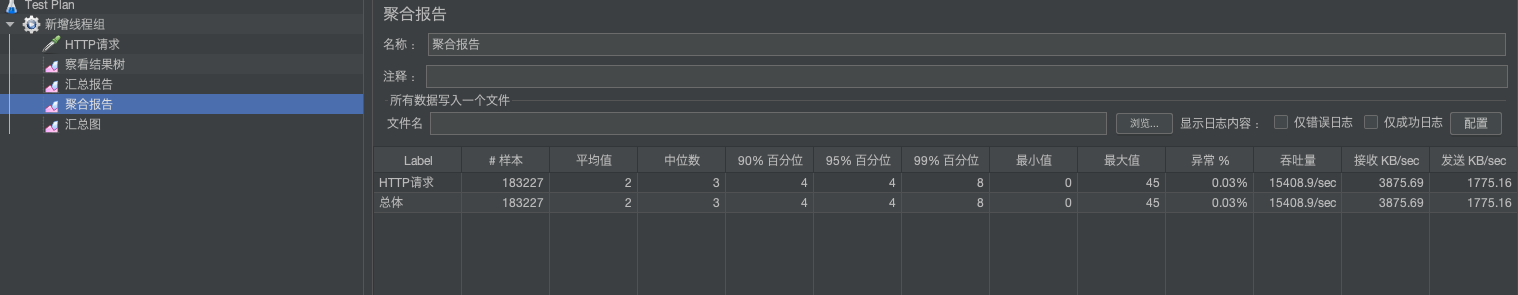 Test Plan
新增线程组
HTTP请求
察看结果树
汇总报告
聚合报告
汇总图
聚合报告
名称： 聚合报告
注释：
所有数据写入一个文件
文件名 浏览... 显示日志内容： 仅错误日志 仅成功日志 配置
Label # 样本 平均值 中位数 90% 百分位 95% 百分位 99% 百分位 最小值 最大值 异常 % 吞吐量 接收 KB/sec 发送 KB/sec
HTTP请求 183227 2 3 4 4 8 0 45 0.03% 15408.9/sec 3875.69 1775.16
总体 183227 2 3 4 4 8 0 45 0.03% 15408.9/sec 3875.69 1775.16